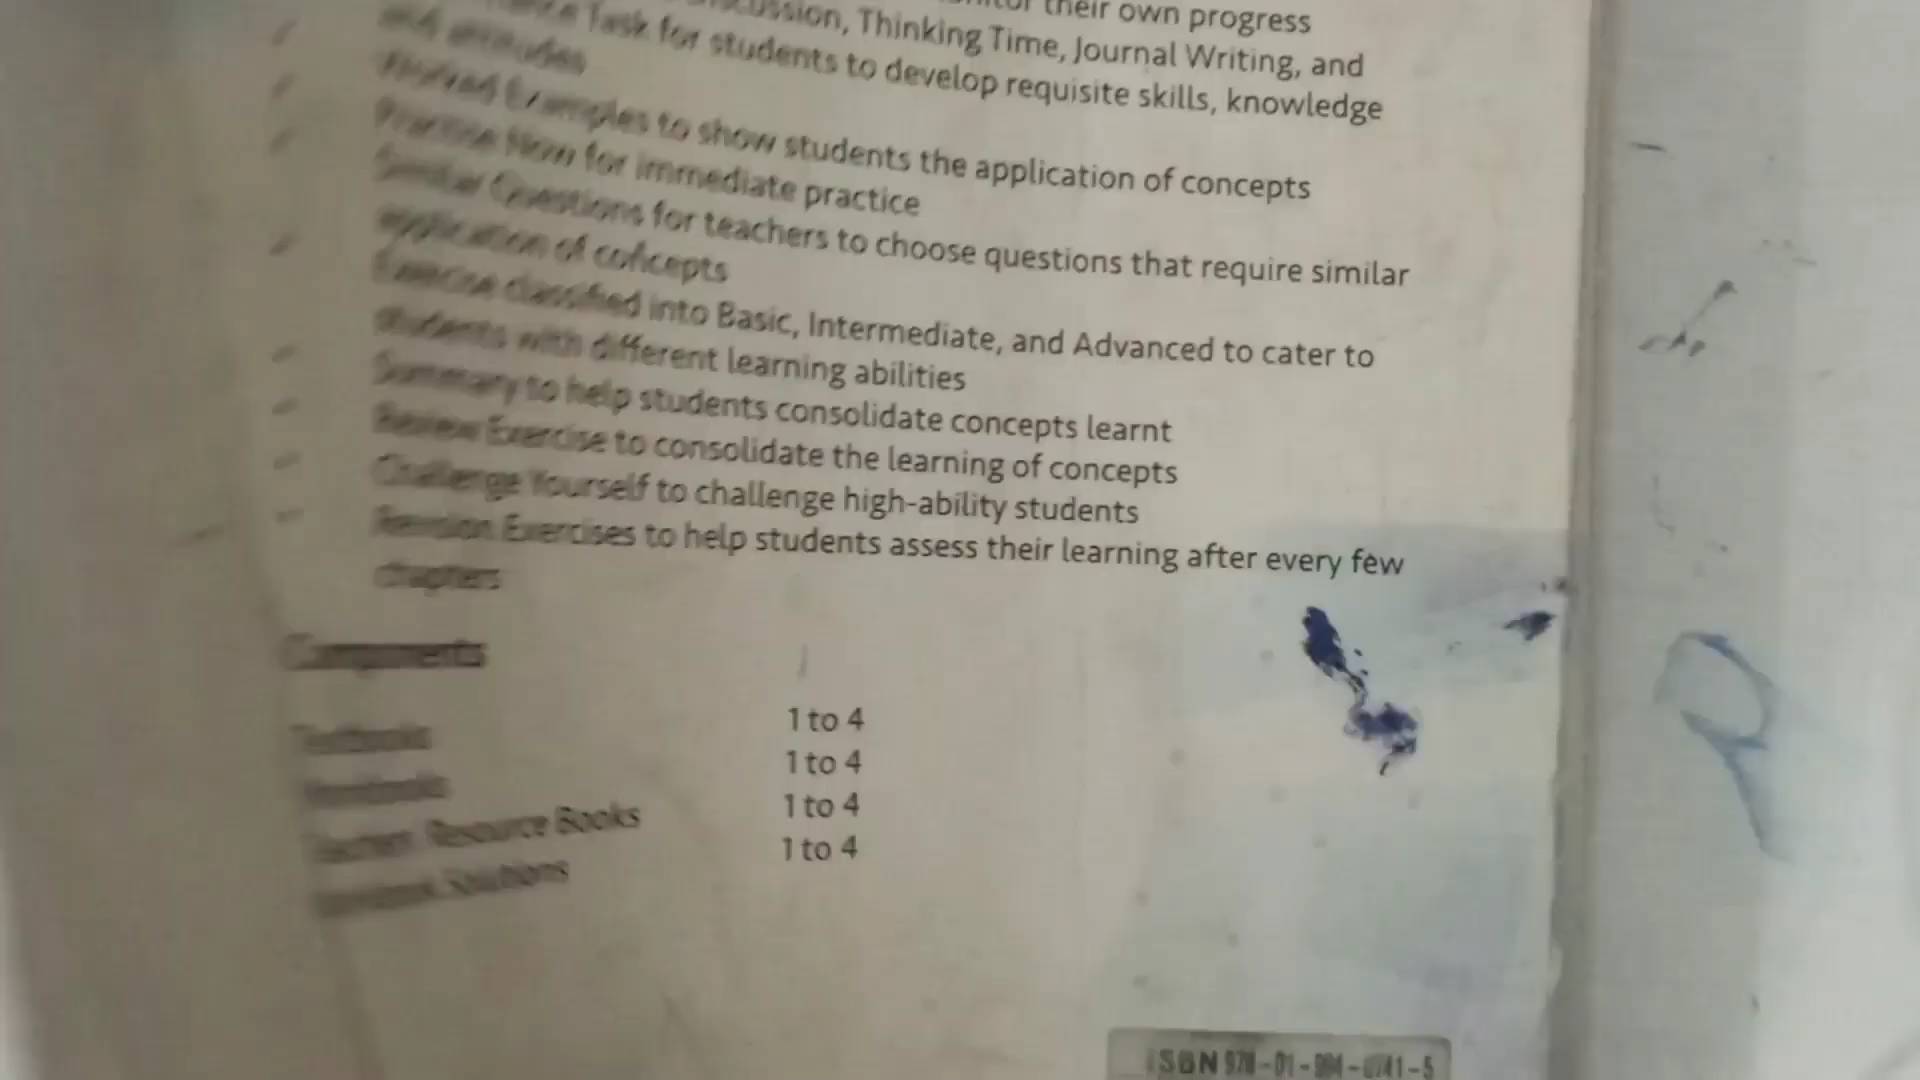 their own progress
Thinking Time, Journal Writing, and
Task for students to develop requisite skills, knowledge
and attitudes
Worked Examples to show students the application of concepts
Practise Now for immediate practice
Similar Questions for teachers to choose questions that require similar
application of concepts
Exercise classified into Basic, Intermediate, and Advanced to cater to
students with different learning abilities
Summary to help students consolidate concepts learnt
Review Exercise to consolidate the learning of concepts
Challenge Yourself to challenge high-ability students
Revision Exercises to help students assess their learning after every few
chapters
Components
Textbooks 1 to 4
Workbooks 1 to 4
Resource Books 1 to 4
Solutions 1 to 4
ISBN